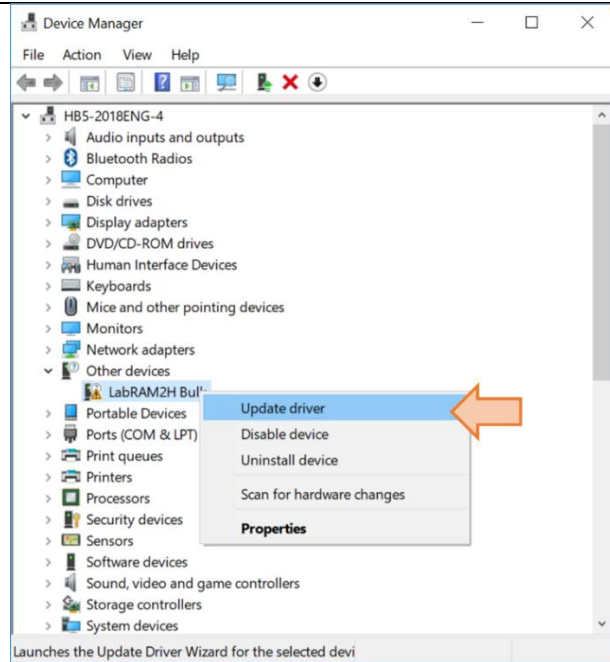 Device Manager
File Action View Help
HB5-2018ENG-4
Audio inputs and outputs
Bluetooth Radios
Computer
Disk drives
Display adapters
DVD/CD-ROM drives
Human Interface Devices
Keyboards
Mice and other pointing devices
Monitors
Network adapters
Other devices
LabRAM2H Bulk
Update driver
Portable Devices
Disable device
Ports (COM & LPT)
Uninstall device
Print queues
Printers
Scan for hardware changes
Processors
Security devices
Properties
Sensors
Software devices
Sound, video and game controllers
Storage controllers
System devices
Launches the Update Driver Wizard for the selected devi